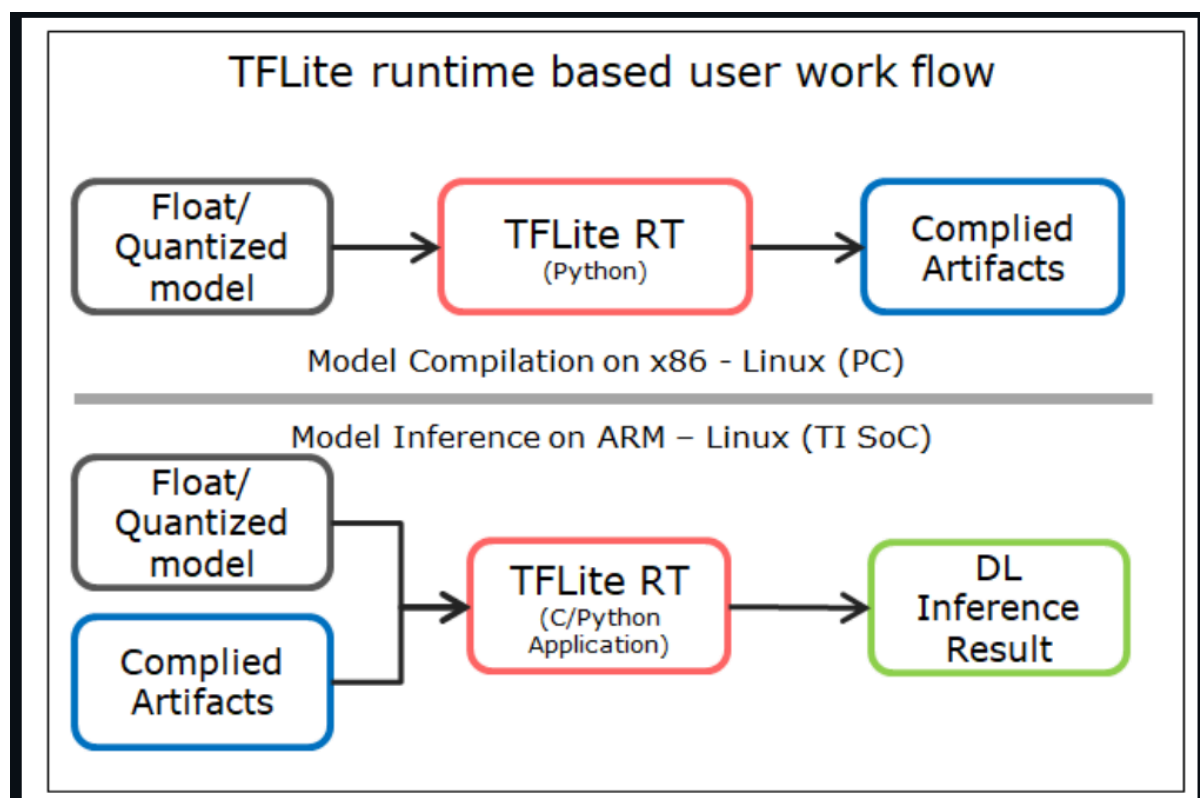 TFLite runtime based user work flow
Float/
Quantized
model
TFLite RT
(Python)
Complied
Artifacts
Model Compilation on x86 - Linux (PC)
Model Inference on ARM – Linux (TI SoC)
Float/
Quantized
model
Complied
Artifacts
TFLite RT
(C/Python
Application)
DL
Inference
Result